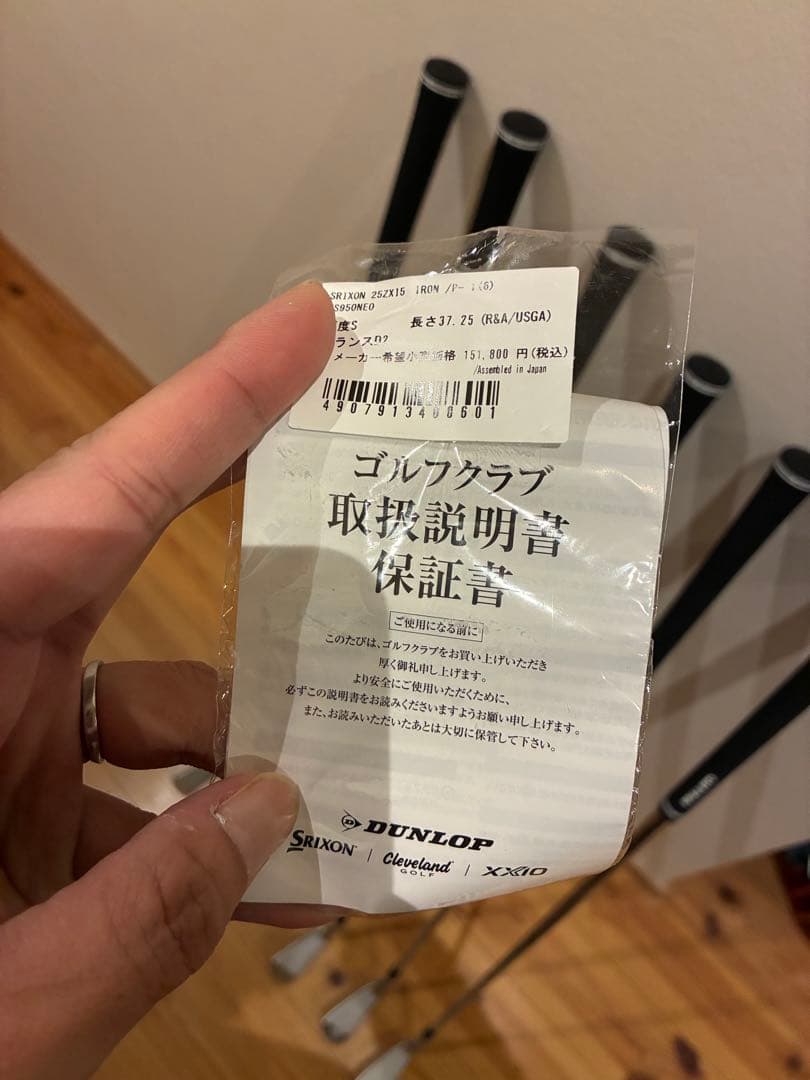 SRIXON 25ZXi5 IRON /P-
S950NEO
度S 長さ37.25 (R&A/USGA)
ランスD2
メーカー希望小売価格 151,800 円(税込)
/Assembled in Japan
ゴルフクラブ
取扱説明書
保証書
ご使用になる前に
このたびは、ゴルフクラブをお買い上げいただき
厚く御礼申し上げます。
より安全にご使用いただくために、
必ずこの説明書をお読みくださいますようお願い申し上げます。
また、お読みいただいたあとは大切に保管して下さい。
DUNLOP
SRIXON | Cleveland GOLF | XXIO